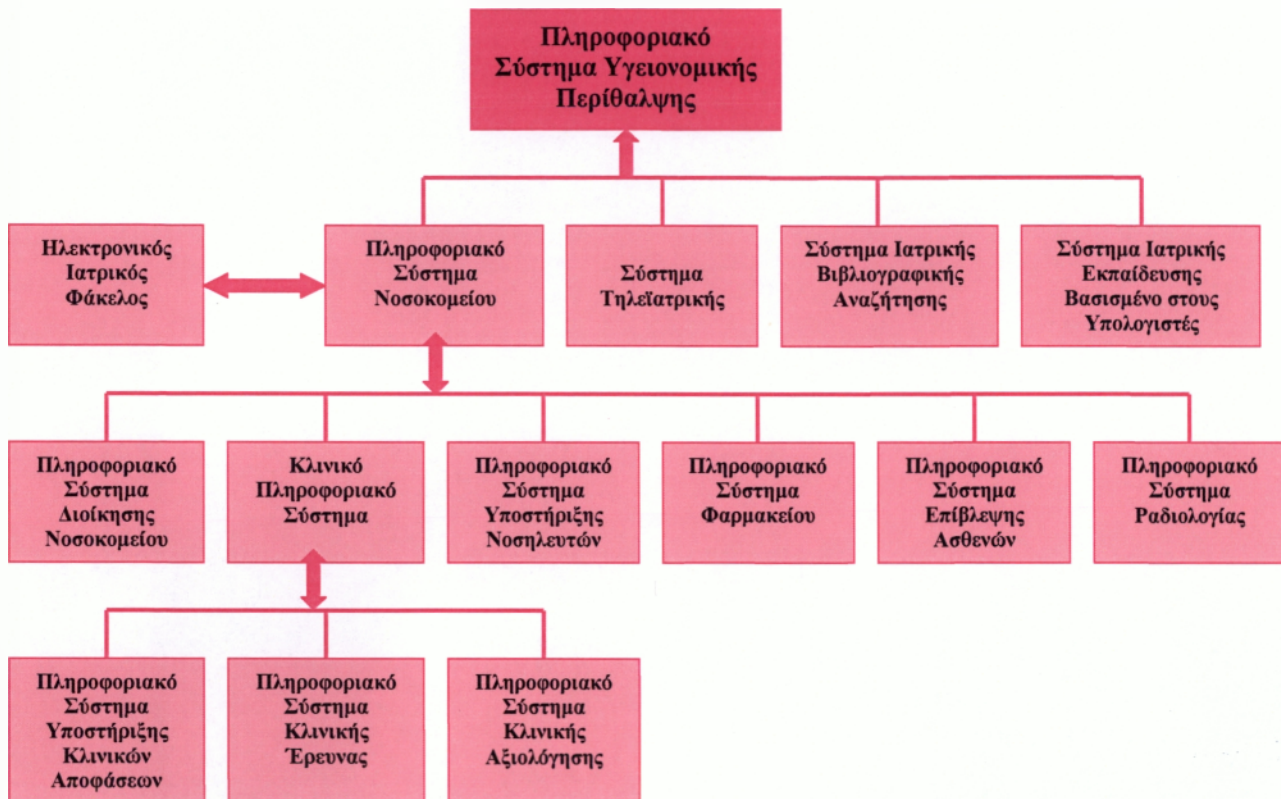 Πληροφοριακό
Σύστημα Υγειονομικής
Περίθαλψης
Ηλεκτρονικός
Ιατρικός
Φάκελος
Πληροφοριακό
Σύστημα
Νοσοκομείου
Σύστημα
Τηλεϊατρικής
Σύστημα Ιατρικής
Βιβλιογραφικής
Αναζήτησης
Σύστημα Ιατρικής
Εκπαίδευσης
Βασισμένο στους
Υπολογιστές
Πληροφοριακό
Σύστημα
Διοίκησης
Νοσοκομείου
Κλινικό
Πληροφοριακό
Σύστημα
Πληροφοριακό
Σύστημα
Υποστήριξης
Νοσηλευτών
Πληροφοριακό
Σύστημα
Φαρμακείου
Πληροφοριακό
Σύστημα
Επίβλεψης
Ασθενών
Πληροφοριακό
Σύστημα
Ραδιολογίας
Πληροφοριακό
Σύστημα
Υποστήριξης
Κλινικών
Αποφάσεων
Πληροφοριακό
Σύστημα
Κλινικής
Έρευνας
Πληροφοριακό
Σύστημα
Κλινικής
Αξιολόγησης